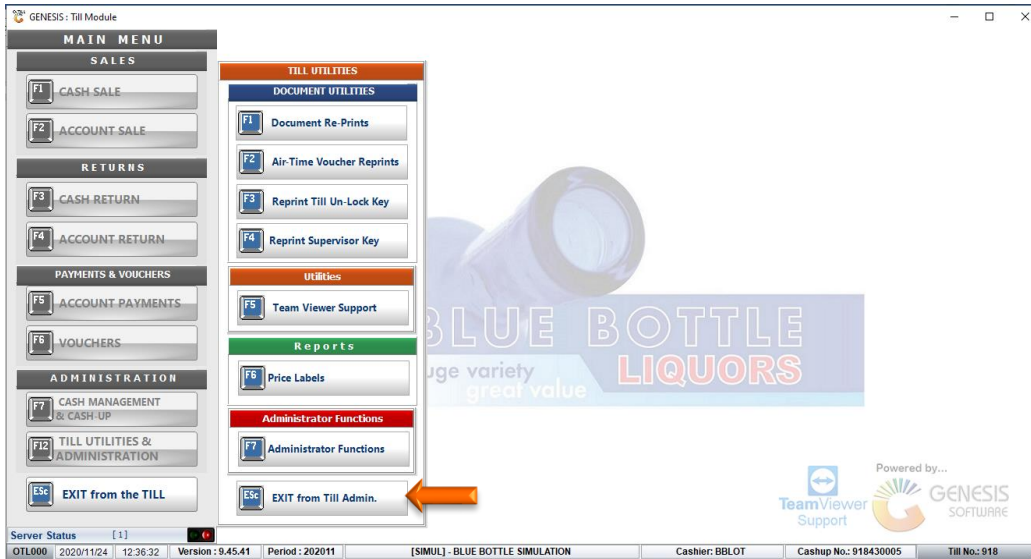 GENESIS : Till Module
MAIN MENU
SALES
F1 CASH SALE
F2 ACCOUNT SALE
RETURNS
F3 CASH RETURN
F4 ACCOUNT RETURN
PAYMENTS & VOUCHERS
F5 ACCOUNT PAYMENTS
F6 VOUCHERS
ADMINISTRATION
F7 CASH MANAGEMENT
& CASH-UP
F12 TILL UTILITIES &
ADMINISTRATION
ESc EXIT from the TILL
TILL UTILITIES
DOCUMENT UTILITIES
F1 Document Re-Prints
F2 Air-Time Voucher Reprints
F3 Reprint Till Un-Lock Key
F4 Reprint Supervisor Key
Utilities
F5 Team Viewer Support
Reports
F6 Price Labels
Administrator Functions
F7 Administrator Functions
ESc EXIT from Till Admin.
BLUE BOTTLE
LIQUORS
uge variety
great value
TeamViewer
Support
Powered by...
GENESIS
SOFTWARE
Server Status [ 1 ]
OTL000 2020/11/24 12:36:32 Version : 9.45.41 Period : 202011 [SIMUL] - BLUE BOTTLE SIMULATION Cashier: BBLOT Cashup No.: 918430005 Till No.: 918